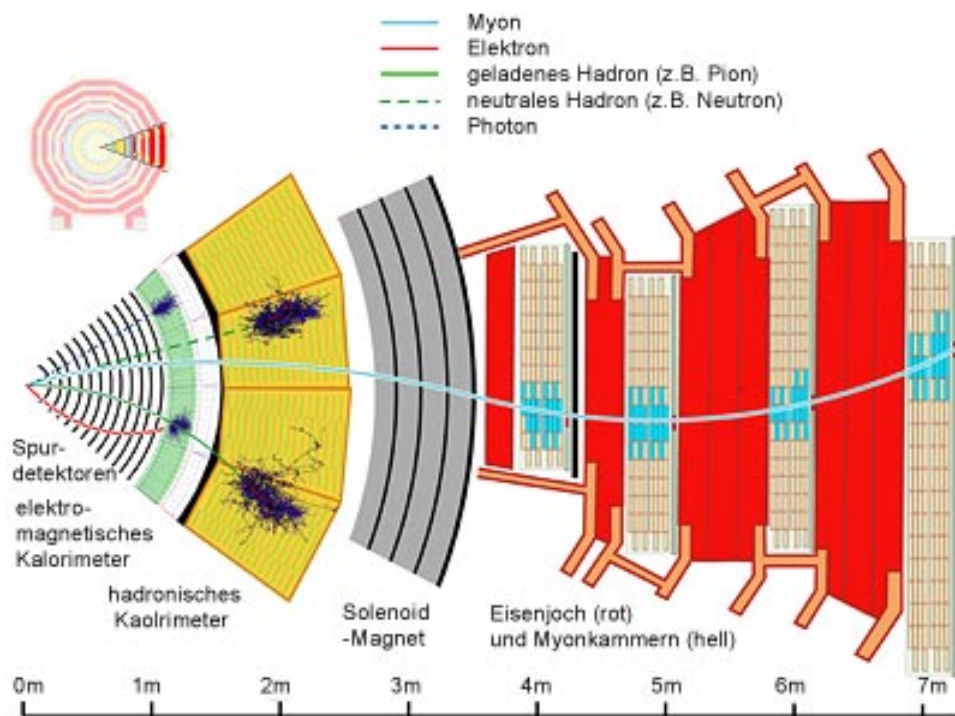 Myon
Elektron
geladenes Hadron (z.B. Pion)
neutrales Hadron (z.B. Neutron)
Photon
Spur-
detektoren
elektro-
magnetisches
Kalorimeter
hadronisches
Kaolrimeter
Solenoid
-Magnet
Eisenjoch (rot)
und Myonkammern (hell)
0m 1m 2m 3m 4m 5m 6m 7m